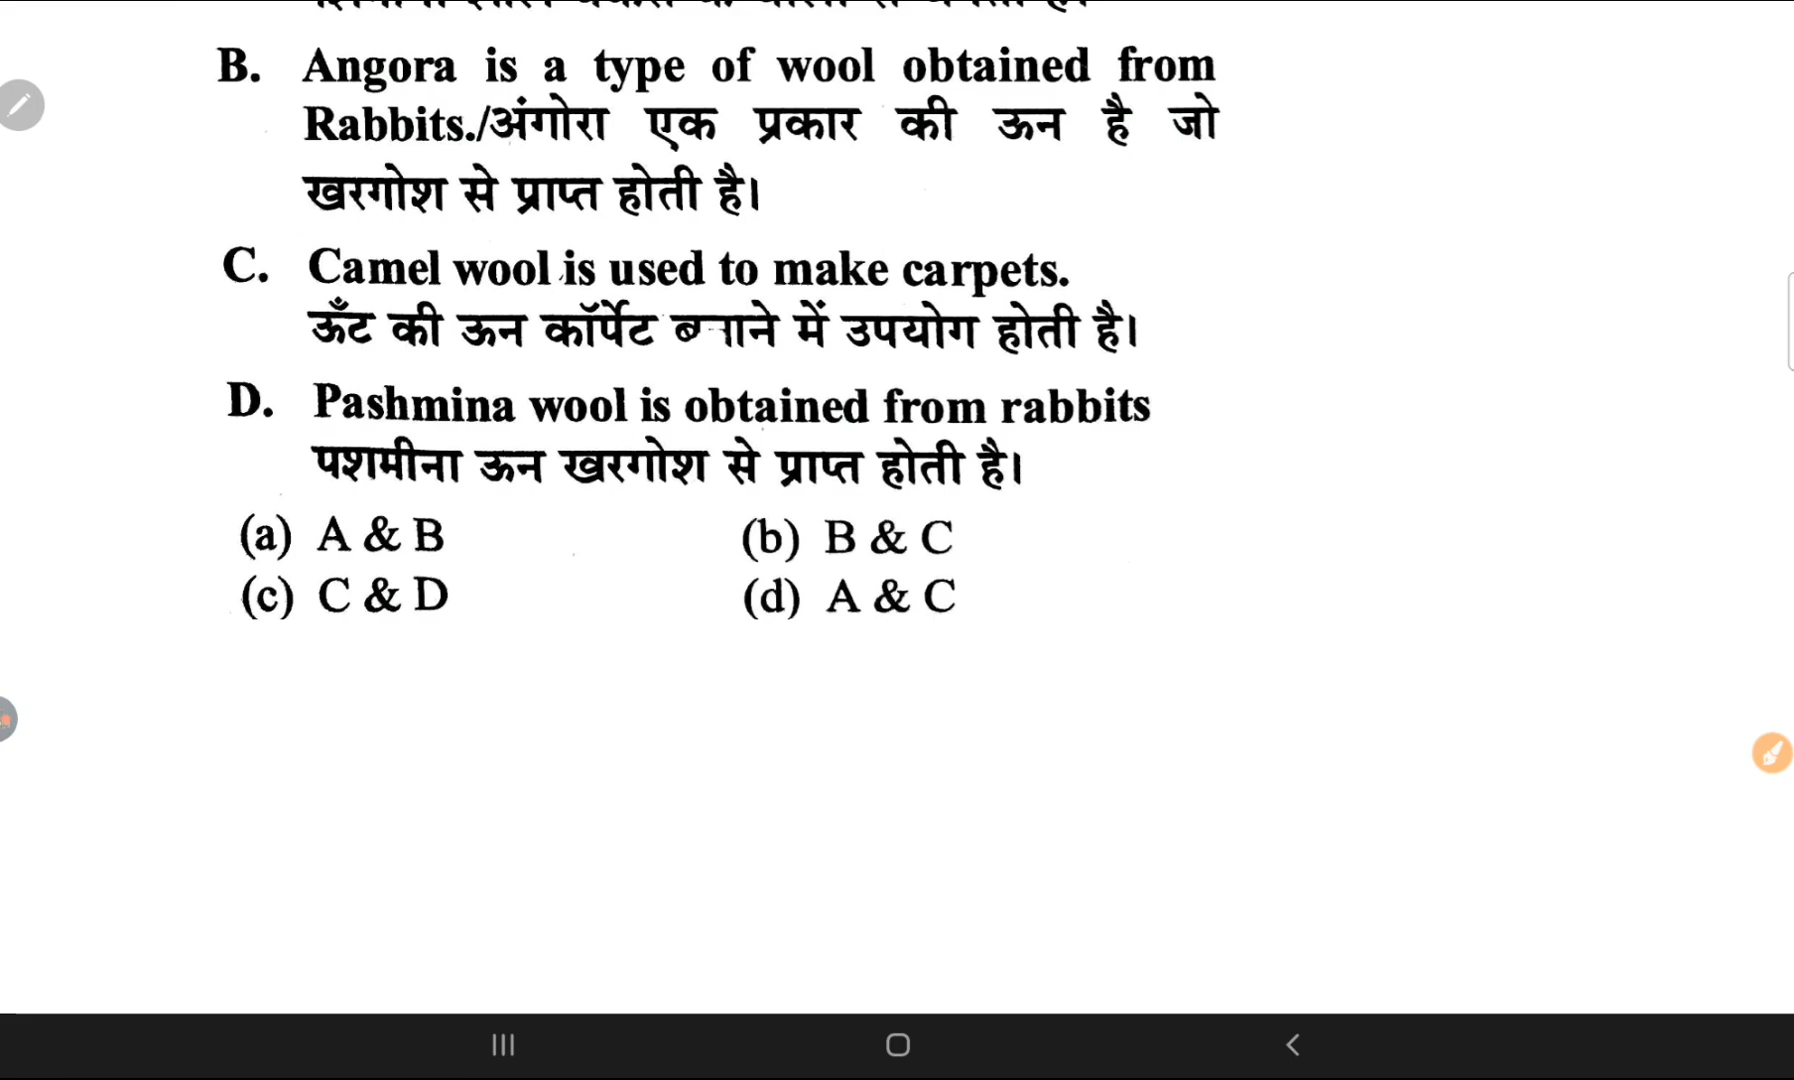 B. Angora is a type of wool obtained from
Rabbits./अंगोरा एक प्रकार की ऊन है जो
खरगोश से प्राप्त होती है।
C. Camel wool is used to make carpets.
ऊँट की ऊन कॉर्पेट बनाने में उपयोग होती है।
D. Pashmina wool is obtained from rabbits
पशमीना ऊन खरगोश से प्राप्त होती है।
(a) A & B (b) B & C
(c) C & D (d) A & C